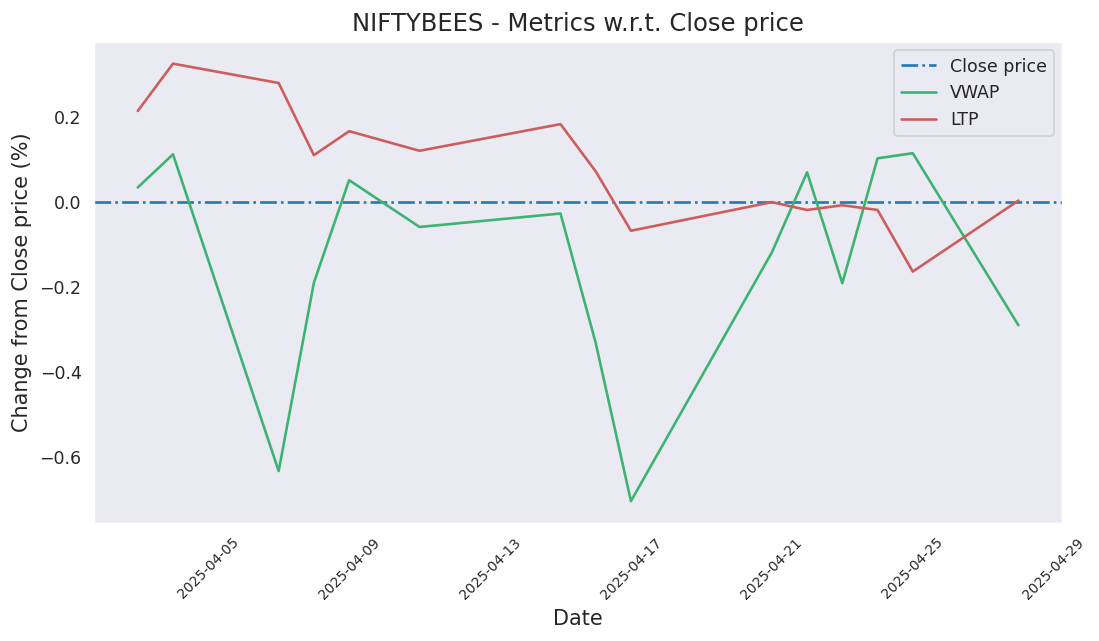 NIFTYBEES - Metrics w.r.t. Close price
Close price
VWAP
LTP
Change from Close price (%)
0.2
0.0
−0.2
−0.4
−0.6
2025-04-05
2025-04-09
2025-04-13
2025-04-17
2025-04-21
2025-04-25
2025-04-29
Date